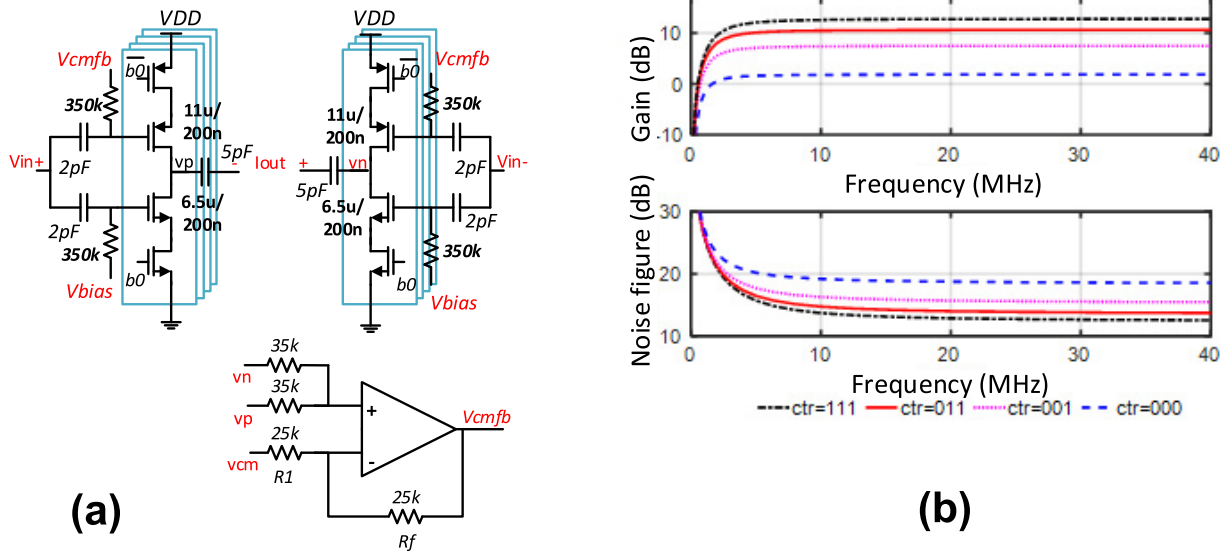 VDD
Vcmfb
b0
350k
11u/
200n
Vin+
2pF
vp
5pF
-
6.5u/
200n
2pF
350k
b0
Vbias
VDD
b0
Vcmfb
350k
11u/
200n
Iout
+
vn
5pF
2pF
Vin-
6.5u/
200n
2pF
350k
b0
Vbias
35k
vn
35k
vp
+
Vcmfb
25k
vcm
-
R1
25k
Rf
(a)
Gain (dB)
10
0
-10
0 10 20 30 40
Frequency (MHz)
Noise figure (dB)
30
20
10
0 10 20 30 40
Frequency (MHz)
ctr=111 ctr=011 ctr=001 ctr=000
(b)